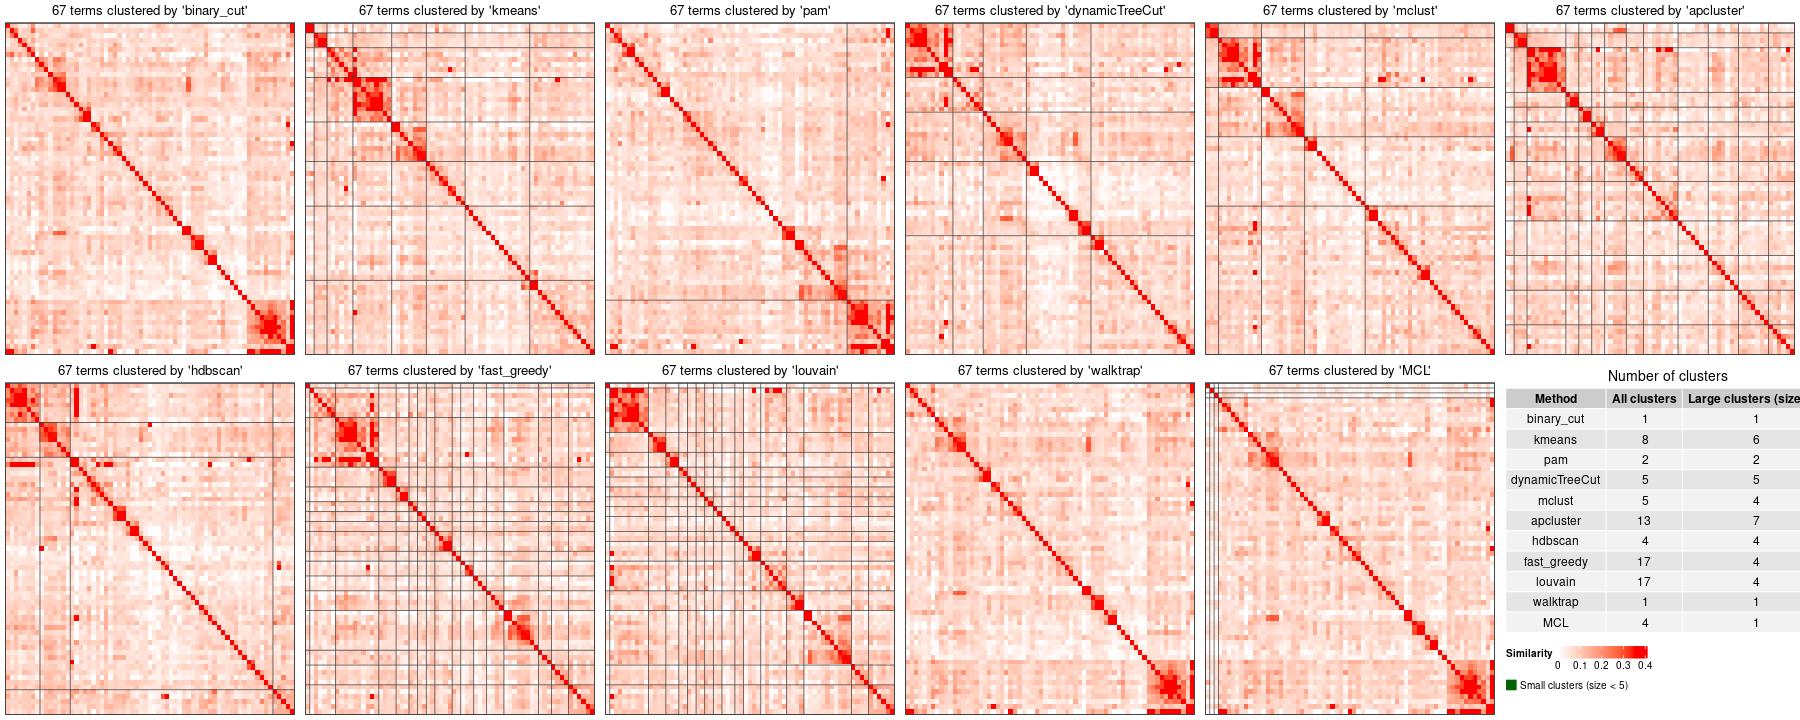 67 terms clustered by 'binary_cut'
67 terms clustered by 'kmeans'
67 terms clustered by 'pam'
67 terms clustered by 'dynamicTreeCut'
67 terms clustered by 'mclust'
67 terms clustered by 'apcluster'
67 terms clustered by 'hdbscan'
67 terms clustered by 'fast_greedy'
67 terms clustered by 'louvain'
67 terms clustered by 'walktrap'
67 terms clustered by 'MCL'
Number of clusters
Method All clusters Large clusters (size
binary_cut 1 1
kmeans 8 6
pam 2 2
dynamicTreeCut 5 5
mclust 5 4
apcluster 13 7
hdbscan 4 4
fast_greedy 17 4
louvain 17 4
walktrap 1 1
MCL 4 1
Similarity
0 0.1 0.2 0.3 0.4
Small clusters (size < 5)